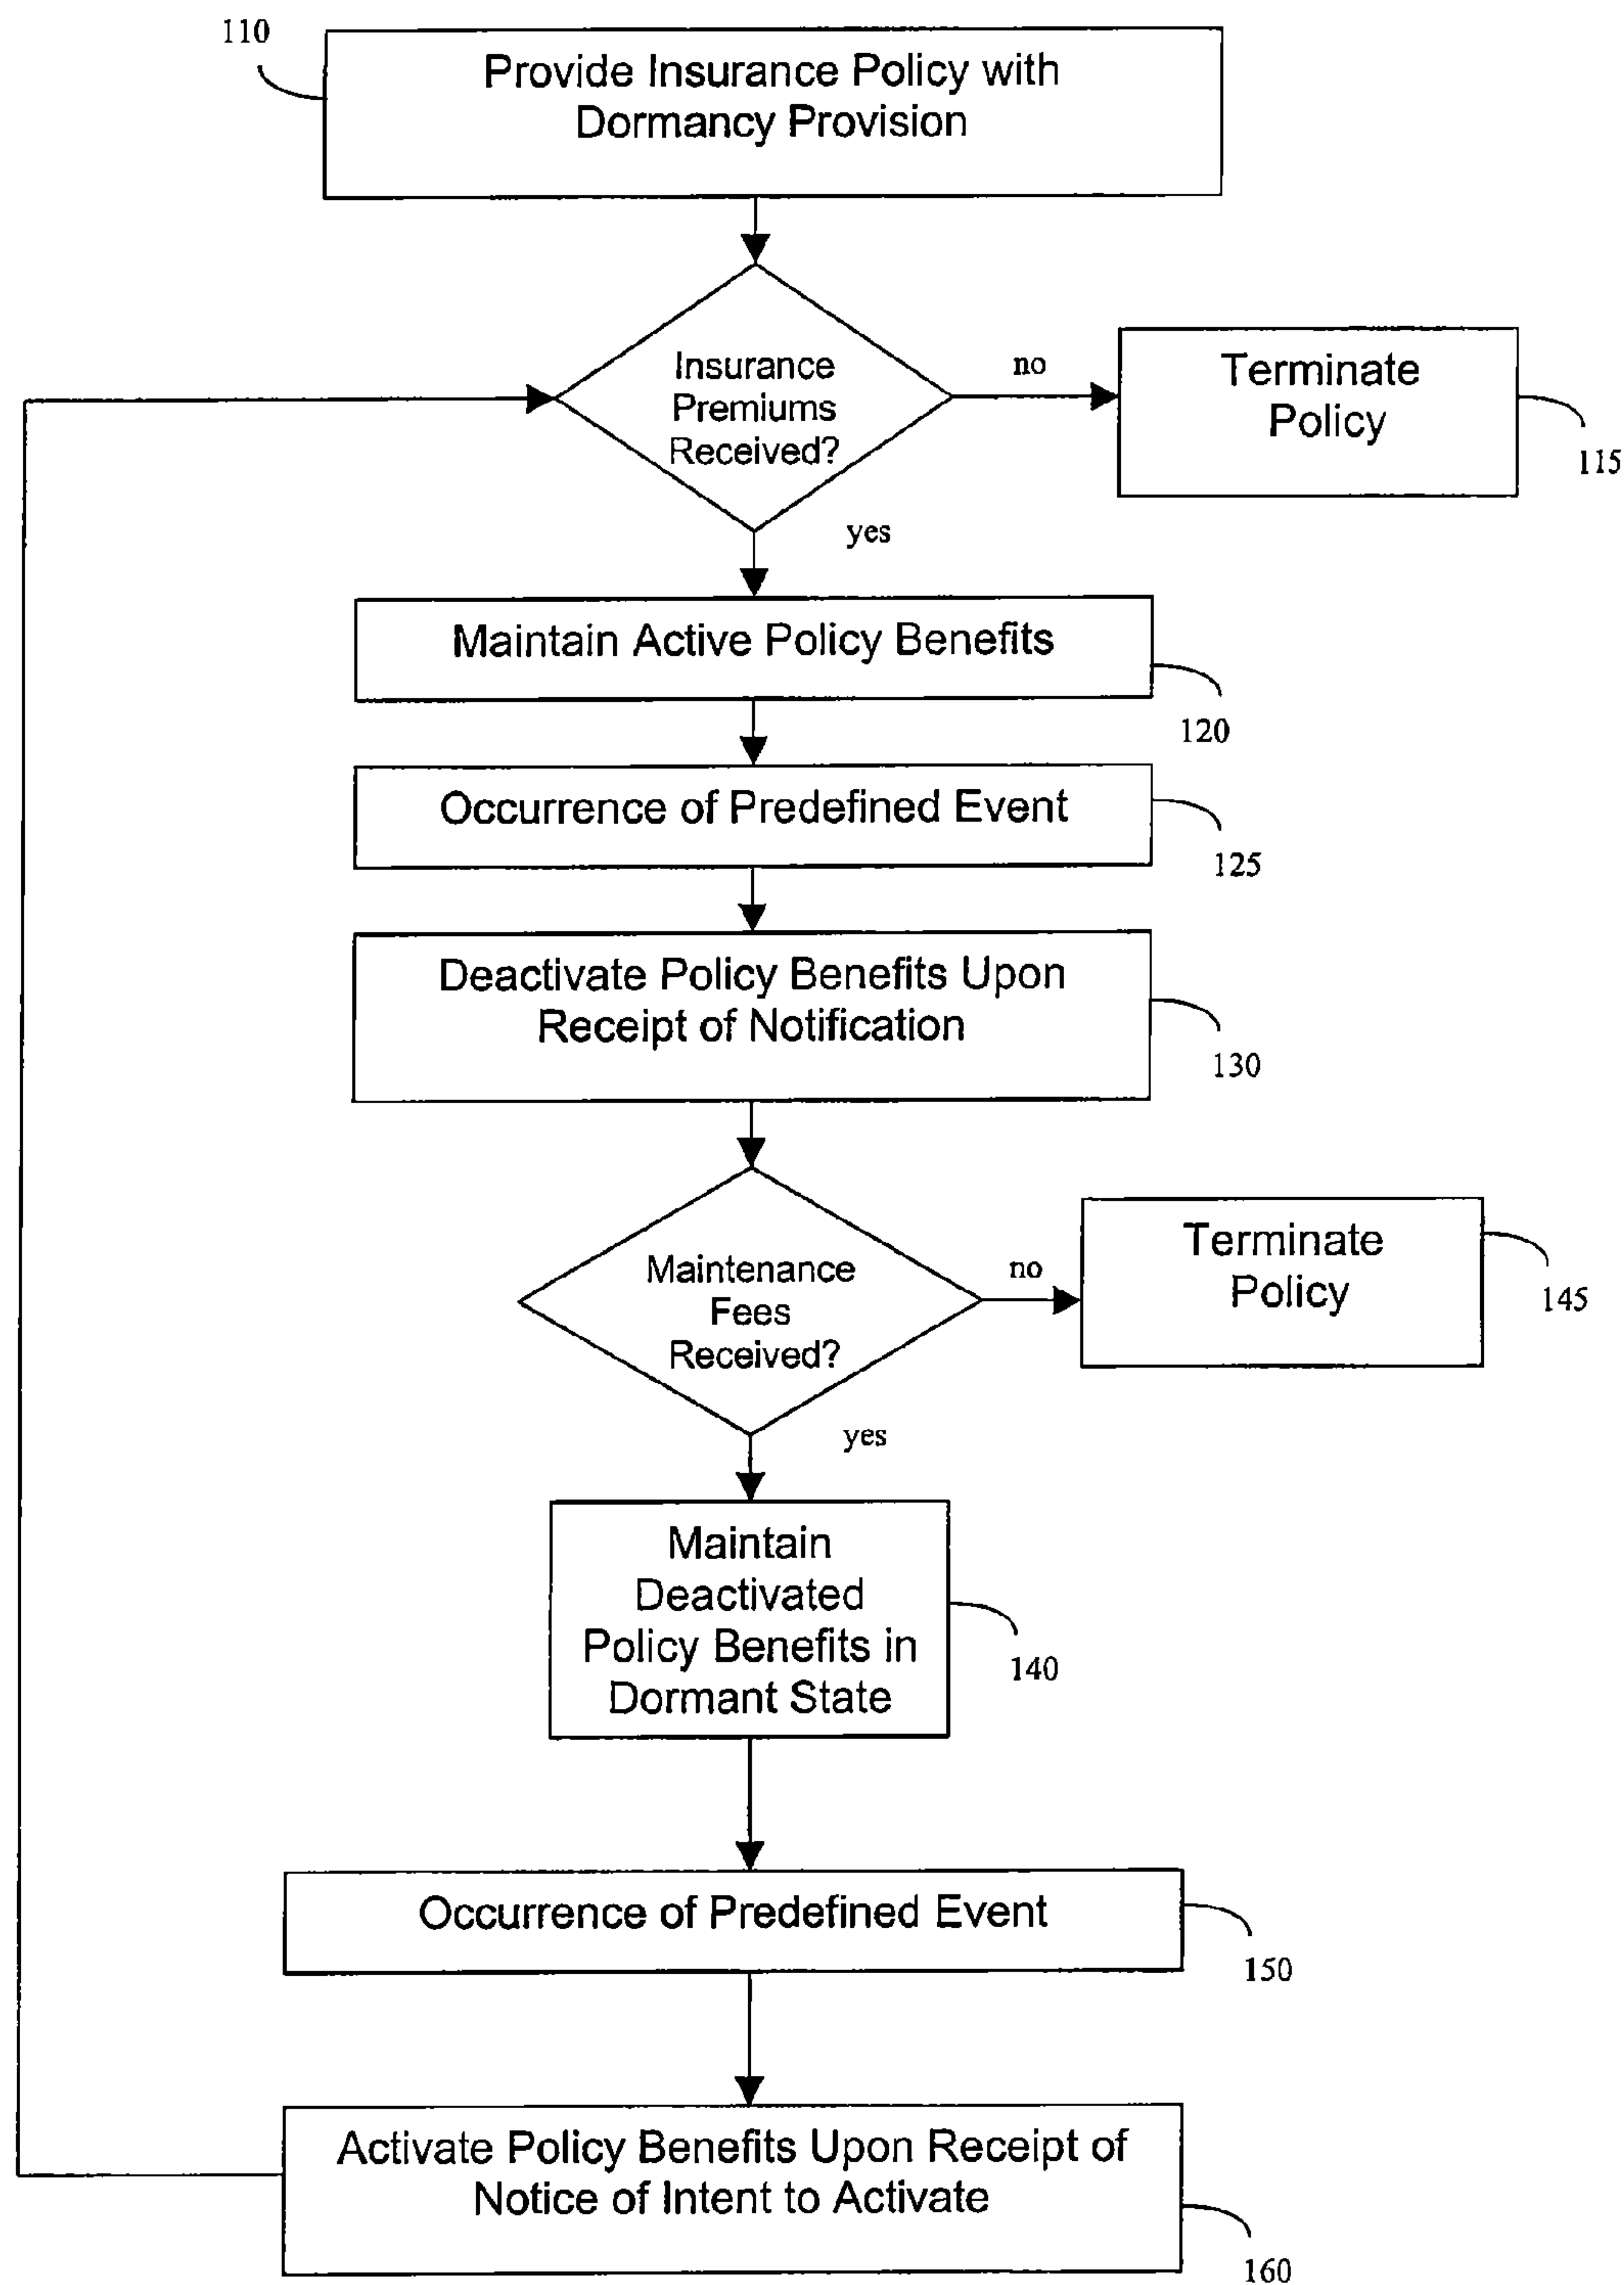 110
Provide Insurance Policy with
Dormancy Provision
Insurance
Premiums
Received?
no
Terminate
Policy
115
yes
Maintain Active Policy Benefits
120
Occurrence of Predefined Event
125
Deactivate Policy Benefits Upon
Receipt of Notification
130
Maintenance
Fees
Received?
no
Terminate
Policy
145
yes
Maintain
Deactivated
Policy Benefits in
Dormant State
140
Occurrence of Predefined Event
150
Activate Policy Benefits Upon Receipt of
Notice of Intent to Activate
160